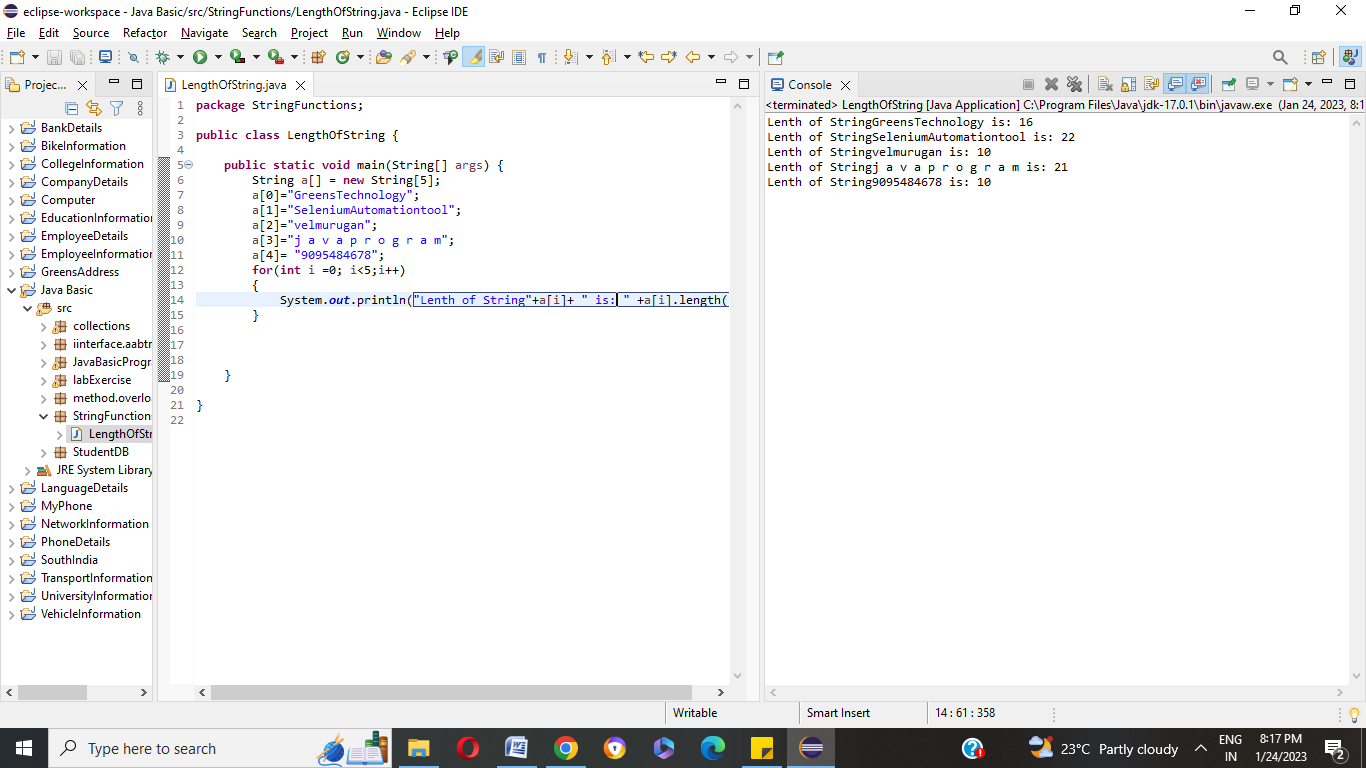 eclipse-workspace - Java Basic/src/StringFunctions/LengthOfString.java - Eclipse IDE
File Edit Source Refactor Navigate Search Project Run Window Help
Projec...
BankDetails
BikeInformation
CollegeInformation
CompanyDetails
Computer
EducationInformation
EmployeeDetails
EmployeeInformation
GreensAddress
Java Basic
src
collections
iinterface.aabtr
JavaBasicProgr
labExercise
method.overlo
StringFunctions
LengthOfStr
StudentDB
JRE System Library
LanguageDetails
MyPhone
NetworkInformation
PhoneDetails
SouthIndia
TransportInformation
UniversityInformation
VehicleInformation
LengthOfString.java
1 package StringFunctions;
2
3 public class LengthOfString {
4
5 public static void main(String[] args) {
6 String a[] = new String[5];
7 a[0]="GreensTechnology";
8 a[1]="SeleniumAutomationtool";
9 a[2]="velmurugan";
10 a[3]="j a v a p r o g r a m";
11 a[4]= "9095484678";
12 for(int i =0; i<5;i++)
13 {
14 System.out.println("Lenth of String"+a[i]+ " is: " +a[i].length(
15 }
16
17
18
19 }
20
21 }
22
Console
<terminated> LengthOfString [Java Application] C:\Program Files\Java\jdk-17.0.1\bin\javaw.exe (Jan 24, 2023, 8:1
Lenth of StringGreensTechnology is: 16
Lenth of StringSeleniumAutomationtool is: 22
Lenth of Stringvelmurugan is: 10
Lenth of Stringj a v a p r o g r a m is: 21
Lenth of String9095484678 is: 10
Writable Smart Insert 14 : 61 : 358
Type here to search
23°C Partly cloudy
ENG
IN
8:17 PM
1/24/2023
2